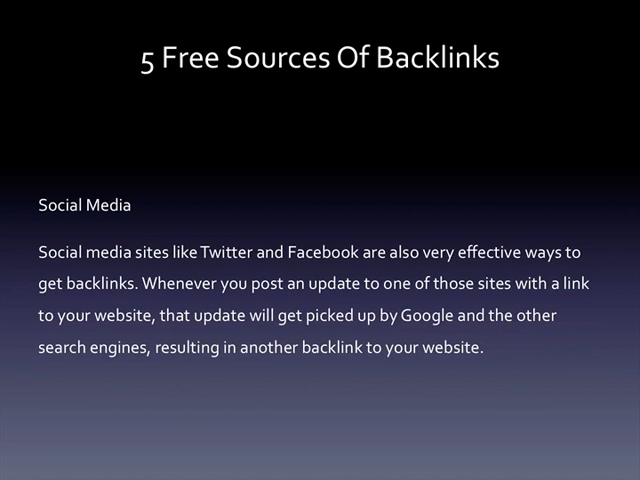 5 Free Sources Of Backlinks
Social Media
Social media sites like Twitter and Facebook are also very effective ways to
get backlinks. Whenever you post an update to one of those sites with a link
to your website, that update will get picked up by Google and the other
search engines, resulting in another backlink to your website.